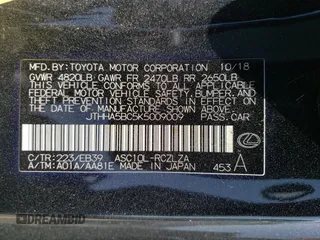 MFD.BY:TOYOTA MOTOR CORPORATION 10/18
GVWR 4820LB GAWR FR 2470LB RR 2650LB
THIS VEHICLE CONFORMS TO ALL APPLICABLE
FEDERAL MOTOR VEHICLE SAFETY,
BUMPER, AND THEFT PREVENTION STANDARDS
IN EFFECT ON THE DATE OF
MANUFACTURE SHOWN ABOVE.
JTHHA5BC5K5009009 PASS.CAR
C/TR:223/EB39 ASC10L-RCZLZA
A/TM:A01A/AA81E MADE IN JAPAN 453 A
DREAMBID